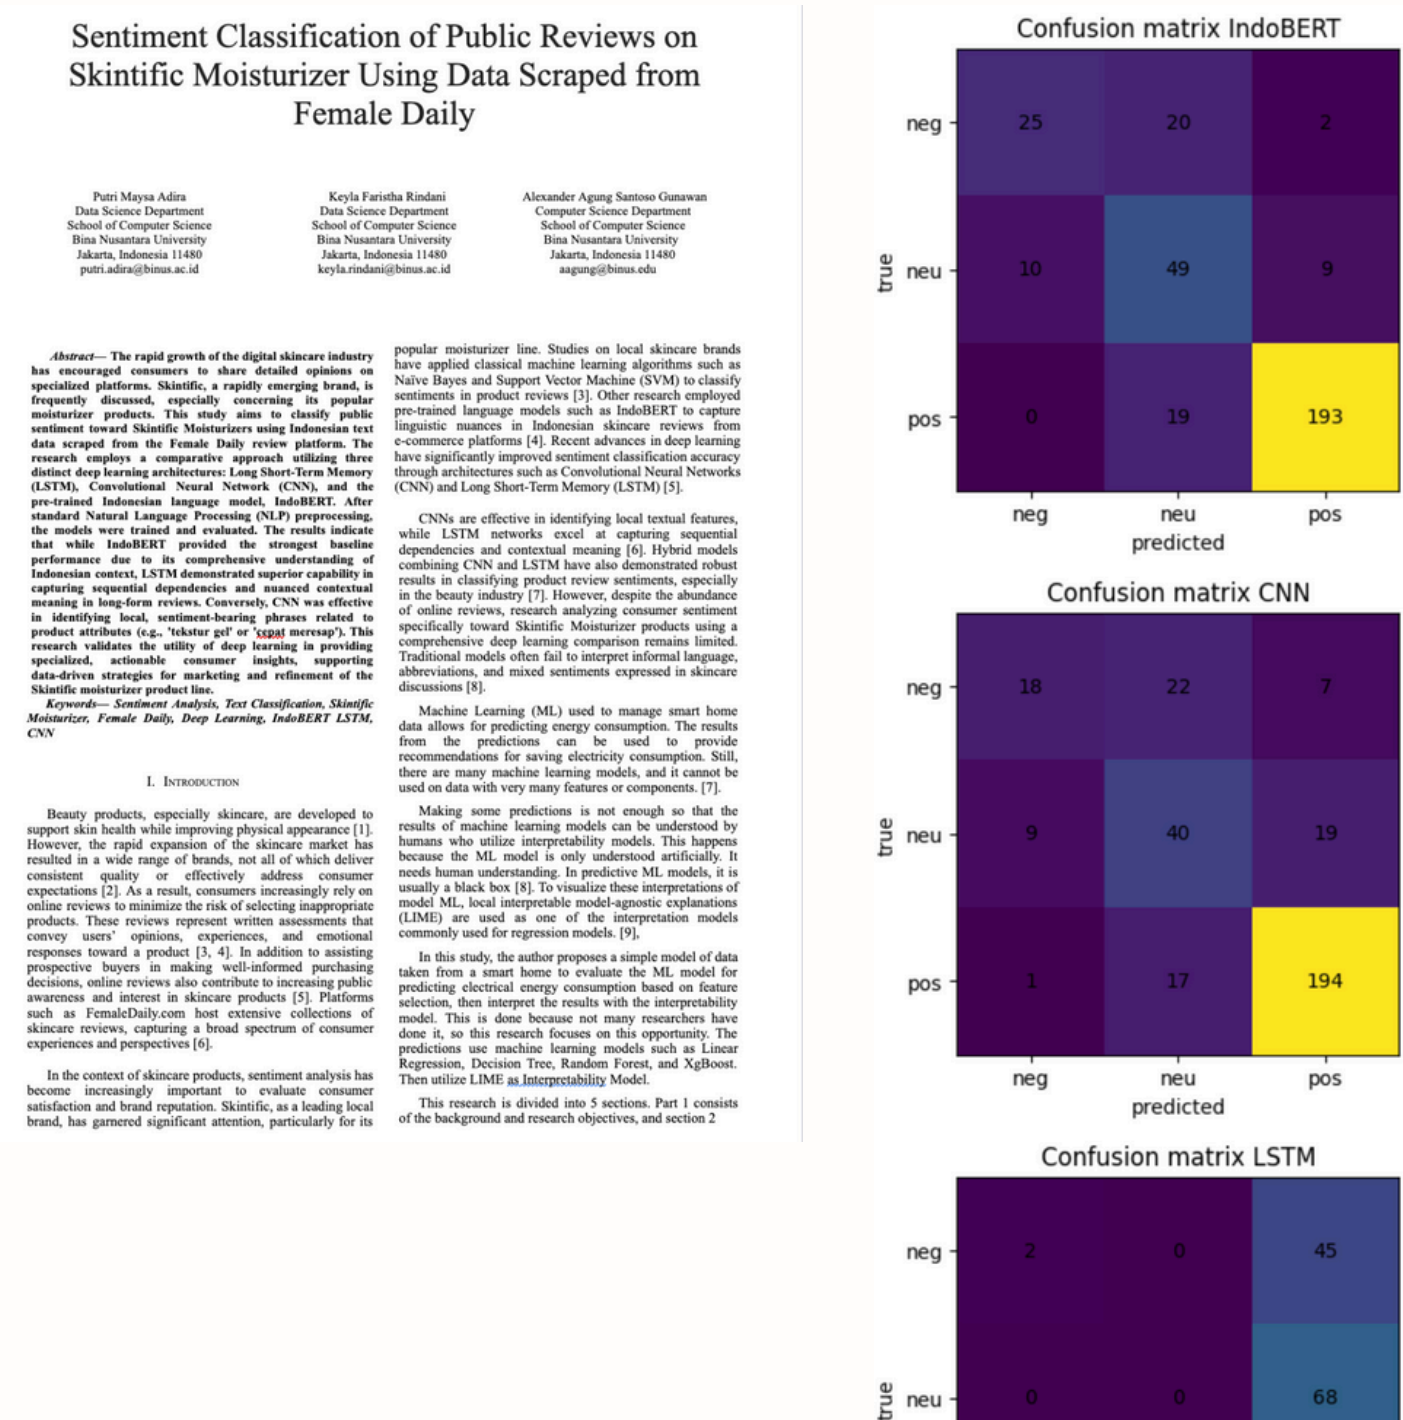 Sentiment Classification of Public Reviews on
Skintific Moisturizer Using Data Scraped from
Female Daily
Putri Maysa Adira
Data Science Department
School of Computer Science
Bina Nusantara University
Jakarta, Indonesia 11480
putri.adira@binus.ac.id
Keyla Faristha Rindani
Data Science Department
School of Computer Science
Bina Nusantara University
Jakarta, Indonesia 11480
keyla.rindani@binus.ac.id
Alexander Agung Santoso Gunawan
Computer Science Department
School of Computer Science
Bina Nusantara University
Jakarta, Indonesia 11480
aagung@binus.edu
Abstract— The rapid growth of the digital skincare industry
has encouraged consumers to share detailed opinions on
specialized platforms. Skintific, a rapidly emerging brand, is
frequently discussed, especially concerning its popular
moisturizer products. This study aims to classify public
sentiment toward Skintific Moisturizers using Indonesian text
data scraped from the Female Daily review platform. The
research employs a comparative approach utilizing three
distinct deep learning architectures: Long Short-Term Memory
(LSTM), Convolutional Neural Network (CNN), and the
pre-trained Indonesian language model, IndoBERT. After
standard Natural Language Processing (NLP) preprocessing,
the models were trained and evaluated. The results indicate
that while IndoBERT provided the strongest baseline
performance due to its comprehensive understanding of
Indonesian context, LSTM demonstrated superior capability in
capturing sequential dependencies and nuanced contextual
meaning in long-form reviews. Conversely, CNN was effective
in identifying local, sentiment-bearing phrases related to
product attributes (e.g., 'tekstur gel' or 'cepat meresap'). This
research validates the utility of deep learning in providing
specialized, actionable consumer insights, supporting
data-driven strategies for marketing and refinement of the
Skintific moisturizer product line.
Keywords— Sentiment Analysis, Text Classification, Skintific
Moisturizer, Female Daily, Deep Learning, IndoBERT LSTM,
CNN
I. INTRODUCTION
Beauty products, especially skincare, are developed to
support skin health while improving physical appearance [1].
However, the rapid expansion of the skincare market has
resulted in a wide range of brands, not all of which deliver
consistent quality or effectively address consumer
expectations [2]. As a result, consumers increasingly rely on
online reviews to minimize the risk of selecting inappropriate
products. These reviews represent written assessments that
convey users' opinions, experiences, and emotional
responses toward a product [3, 4]. In addition to assisting
prospective buyers in making well-informed purchasing
decisions, online reviews also contribute to increasing public
awareness and interest in skincare products [5]. Platforms
such as FemaleDaily.com host extensive collections of
skincare reviews, capturing a broad spectrum of consumer
experiences and perspectives [6].
In the context of skincare products, sentiment analysis has
become increasingly important to evaluate consumer
satisfaction and brand reputation. Skintific, as a leading local
brand, has garnered significant attention, particularly for its
popular moisturizer line. Studies on local skincare brands
have applied classical machine learning algorithms such as
Naïve Bayes and Support Vector Machine (SVM) to classify
sentiments in product reviews [3]. Other research employed
pre-trained language models such as IndoBERT to capture
linguistic nuances in Indonesian skincare reviews from
e-commerce platforms [4]. Recent advances in deep learning
have significantly improved sentiment classification accuracy
through architectures such as Convolutional Neural Networks
(CNN) and Long Short-Term Memory (LSTM) [5].
CNNs are effective in identifying local textual features,
while LSTM networks excel at capturing sequential
dependencies and contextual meaning [6]. Hybrid models
combining CNN and LSTM have also demonstrated robust
results in classifying product review sentiments, especially
in the beauty industry [7]. However, despite the abundance
of online reviews, research analyzing consumer sentiment
specifically toward Skintific Moisturizer products using a
comprehensive deep learning comparison remains limited.
Traditional models often fail to interpret informal language,
abbreviations, and mixed sentiments expressed in skincare
discussions [8].
Machine Learning (ML) used to manage smart home
data allows for predicting energy consumption. The results
from the predictions can be used to provide
recommendations for saving electricity consumption. Still,
there are many machine learning models, and it cannot be
used on data with very many features or components. [7].
Making some predictions is not enough so that the
results of machine learning models can be understood by
humans who utilize interpretability models. This happens
because the ML model is only understood artificially. It
needs human understanding. In predictive ML models, it is
usually a black box [8]. To visualize these interpretations of
model ML, local interpretable model-agnostic explanations
(LIME) are used as one of the interpretation models
commonly used for regression models. [9],
In this study, the author proposes a simple model of data
taken from a smart home to evaluate the ML model for
predicting electrical energy consumption based on feature
selection, then interpret the results with the interpretability
model. This is done because not many researchers have
done it, so this research focuses on this opportunity. The
predictions use machine learning models such as Linear
Regression, Decision Tree, Random Forest, and XgBoost.
Then utilize LIME as Interpretability Model.
This research is divided into 5 sections. Part 1 consists
of the background and research objectives, and section 2
Confusion matrix IndoBERT
neg 25 20 2
true neu 10 49 9
pos 0 19 193
neg neu pos
predicted
Confusion matrix CNN
neg 18 22 7
true neu 9 40 19
pos 1 17 194
neg neu pos
predicted
Confusion matrix LSTM
neg 2 0 45
true neu 0 0 68